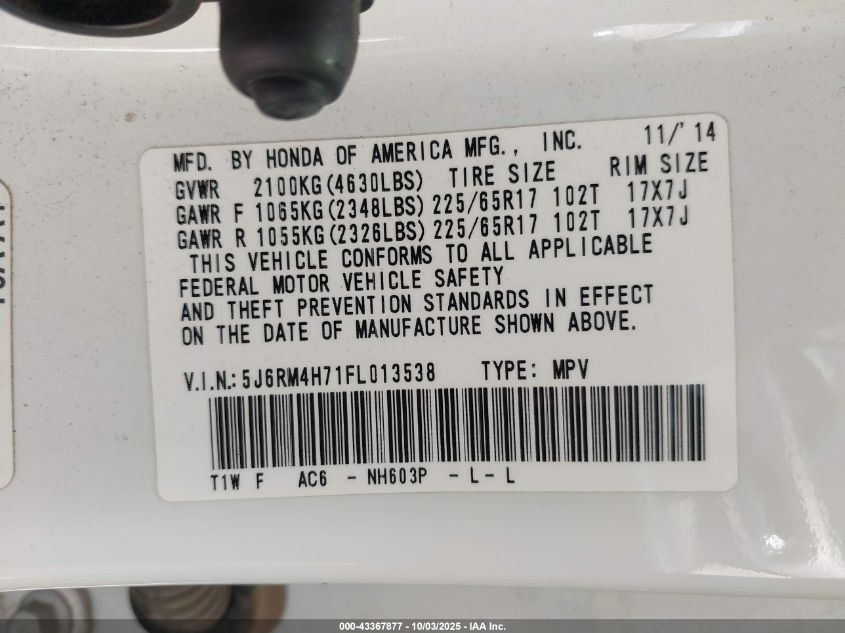 MFD. BY HONDA OF AMERICA MFG., INC. 11/'14
GVWR 2100KG(4630LBS) TIRE SIZE RIM SIZE
GAWR F 1065KG(2348LBS) 225/65R17 102T 17X7J
GAWR R 1055KG(2326LBS) 225/65R17 102T 17X7J
THIS VEHICLE CONFORMS TO ALL APPLICABLE
FEDERAL MOTOR VEHICLE SAFETY
AND THEFT PREVENTION STANDARDS IN EFFECT
ON THE DATE OF MANUFACTURE SHOWN ABOVE.
V.I.N.: 5J6RM4H71FL013538 TYPE: MPV
T1W F AC6 - NH603P - L - L
000-43367877 - 10/03/2025 - IAA Inc.